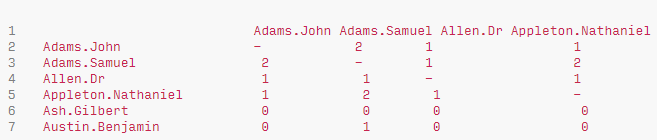 1 Adams.John Adams.Samuel Allen.Dr Appleton.Nathaniel
2 Adams.John - 2 1 1
3 Adams.Samuel 2 - 1 2
4 Allen.Dr 1 1 - 1
5 Appleton.Nathaniel 1 2 1 -
6 Ash.Gilbert 0 0 0 0
7 Austin.Benjamin 0 1 0 0